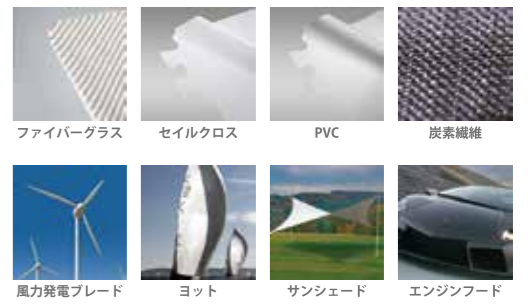 ファイバーグラス
セイルクロス
PVC
炭素繊維
風力発電ブレード
ヨット
サンシェード
エンジンフード